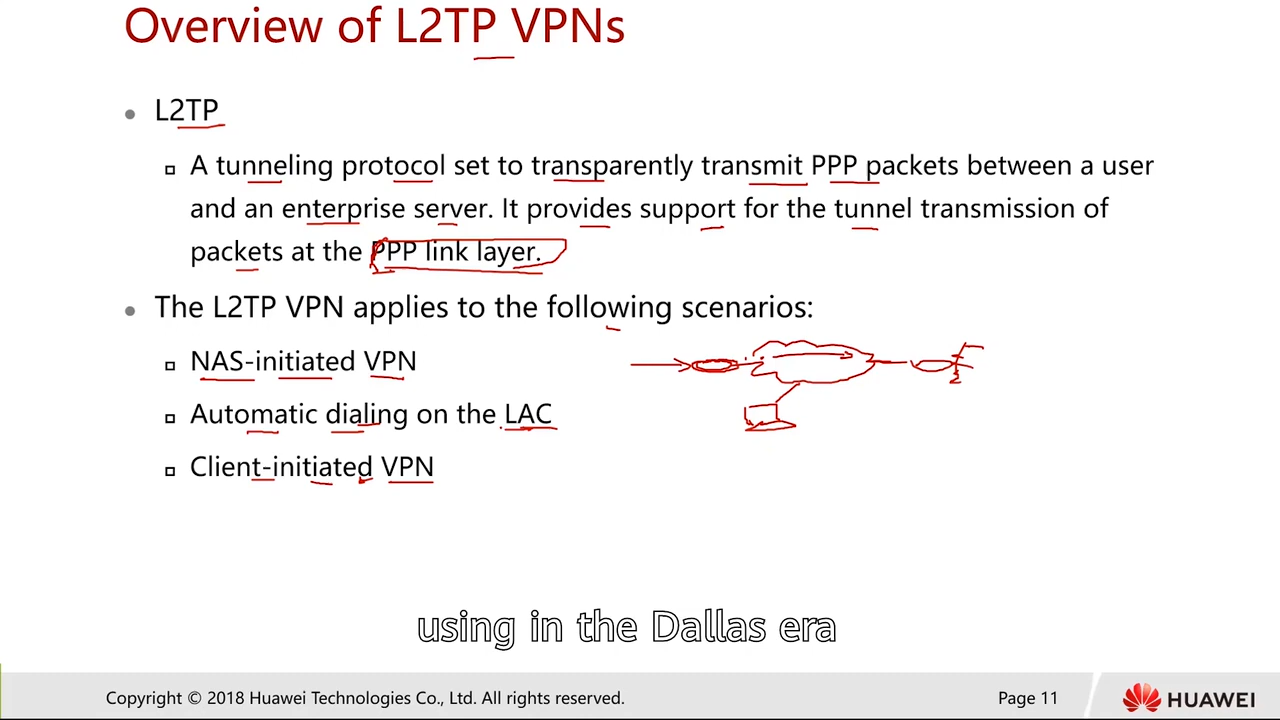 Overview of L2TP VPNs
L2TP
A tunneling protocol set to transparently transmit PPP packets between a user
and an enterprise server. It provides support for the tunnel transmission of
packets at the PPP link layer.
The L2TP VPN applies to the following scenarios:
NAS-initiated VPN
Automatic dialing on the LAC
Client-initiated VPN
using in the Dallas era
Copyright © 2018 Huawei Technologies Co., Ltd. All rights reserved.
Page 11
HUAWEI